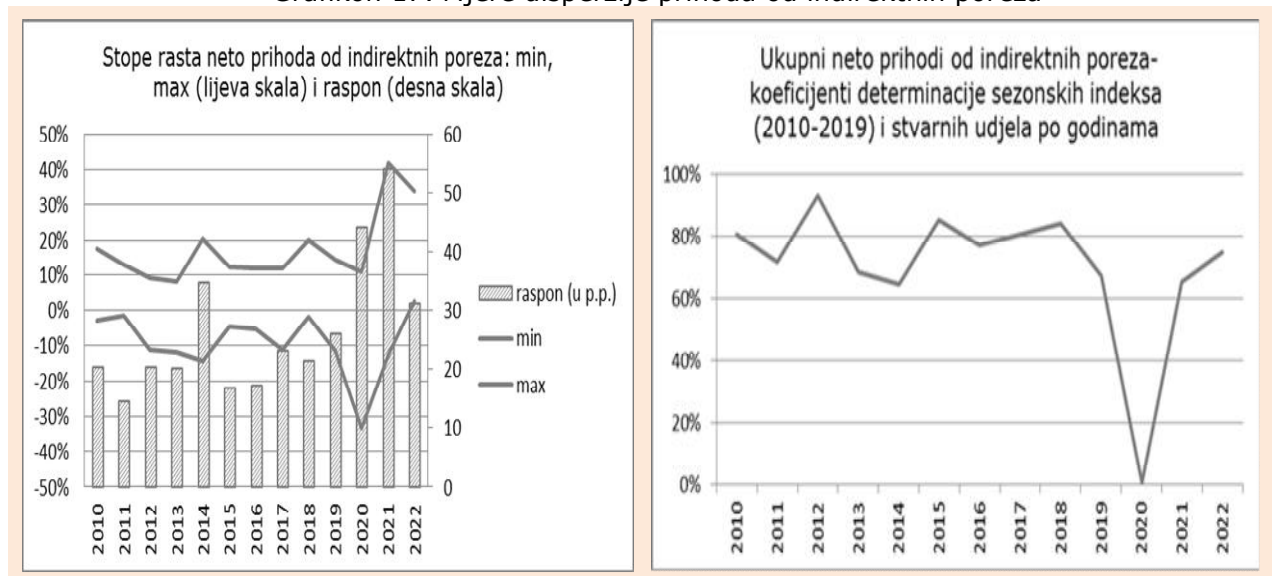 Stope rasta neto prihoda od indirektnih poreza: min,
max (lijeva skala) i raspon (desna skala)
50%
40%
30%
20%
10%
0%
-10%
-20%
-30%
-40%
-50%
60
50
40
30
20
10
0
raspon (u p.p.)
min
max
2010 2011 2012 2013 2014 2015 2016 2017 2018 2019 2020 2021 2022
Ukupni neto prihodi od indirektnih poreza-
koeficijenti determinacije sezonskih indeksa
(2010-2019) i stvarnih udjela po godinama
100%
80%
60%
40%
20%
0%
2010 2011 2012 2013 2014 2015 2016 2017 2018 2019 2020 2021 2022